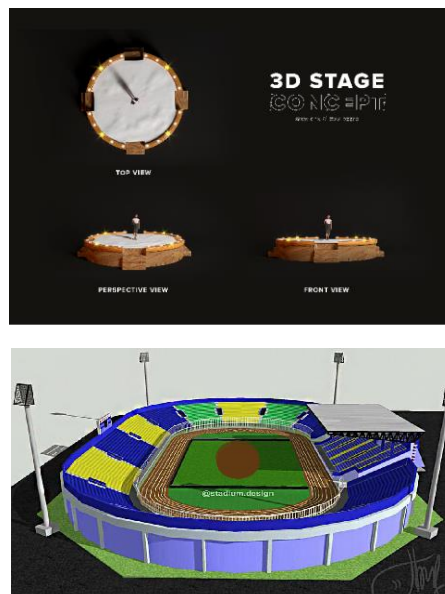 3D STAGE
CONCEPT
TOP VIEW
PERSPECTIVE VIEW
FRONT VIEW
@stadium.design